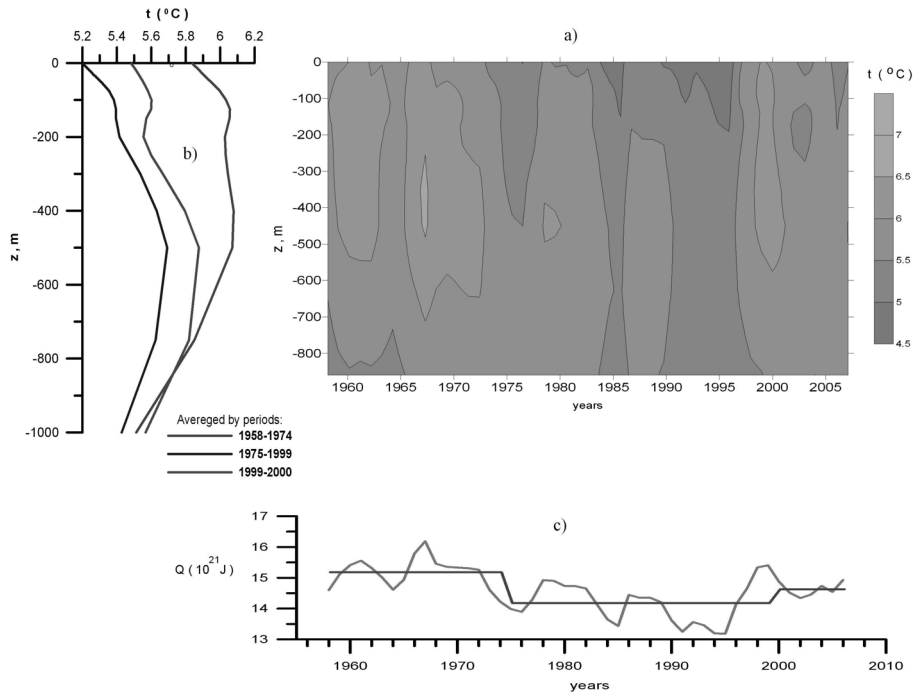 t (°C)
5.2 5.4 5.6 5.8 6 6.2
0
-200
-400
-600
-800
-1000
z, m
b)
Avereged by periods:
1958-1974
1975-1999
1999-2000
a)
0
-100
-200
-300
-400
-500
-600
-700
-800
z, m
1960 1965 1970 1975 1980 1985 1990 1995 2000 2005
years
t (°C)
7
6.5
6
5.5
5
4.5
c)
17
16
15
14
13
Q (10²¹J)
1960 1970 1980 1990 2000 2010
years